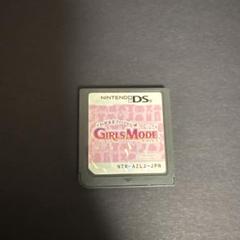 NINTENDO DS
GIRLS MODE
NTR-AZLJ-JPN